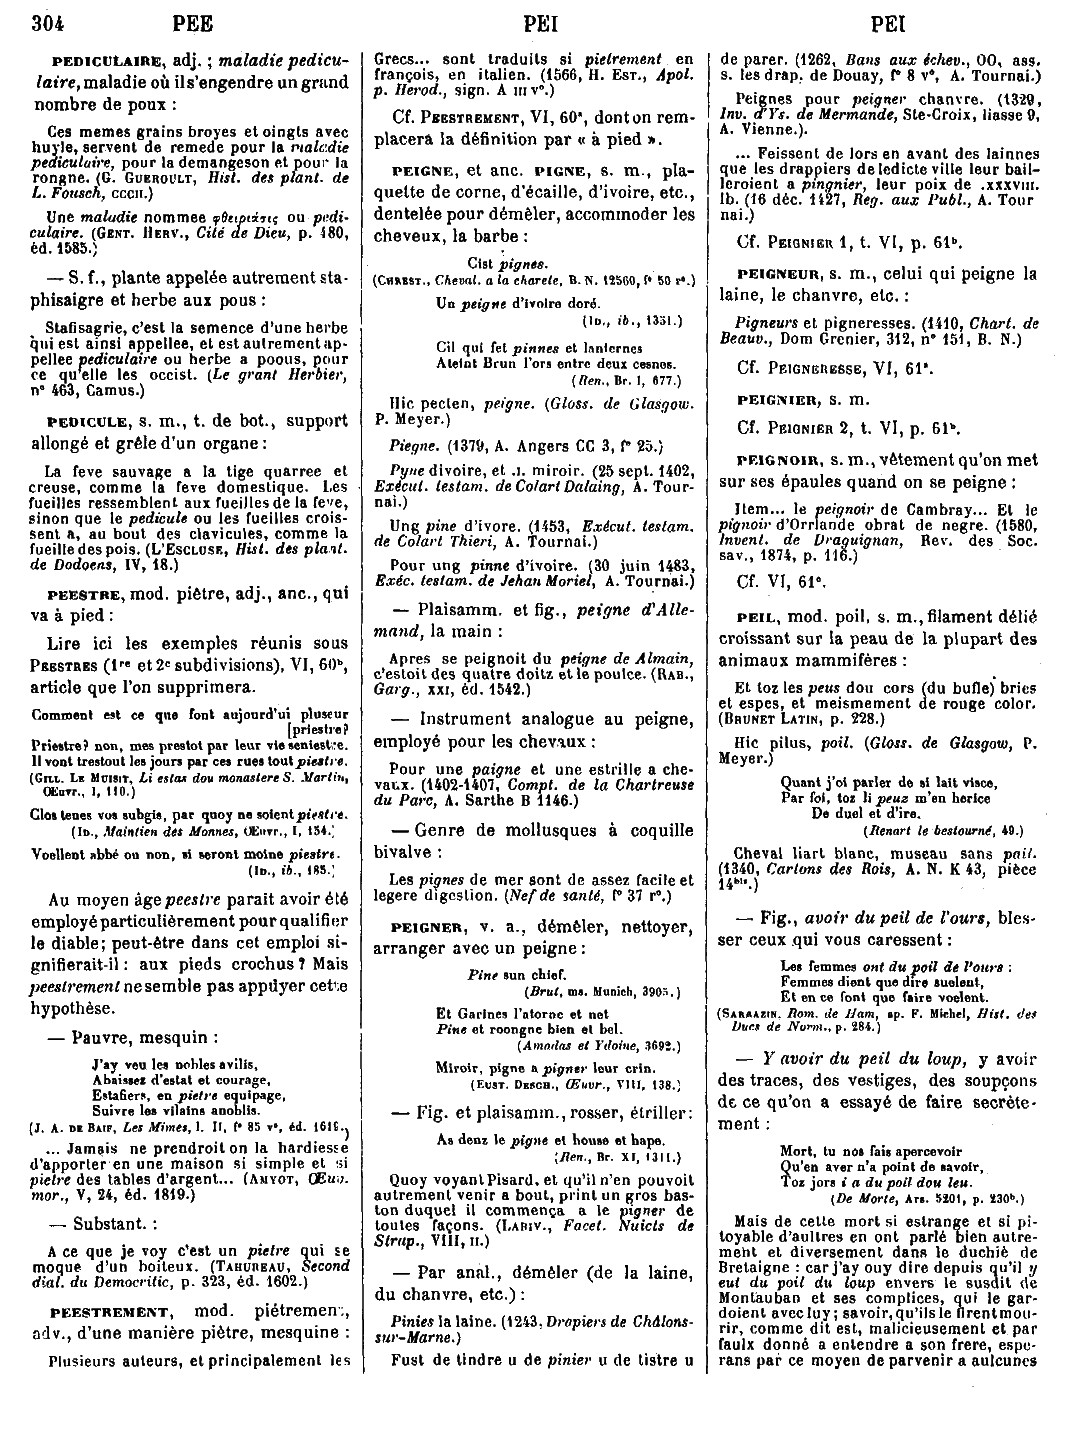 304 PEE PEI PEI
PEDICULAIRE, adj. ; maladie pedicu-
laire, maladie où il s'engendre un grand
nombre de poux :
Ces memes grains broyes et oingts avec
huyle, servent de remede pour la maladie
pediculaire, pour la demangeson et pour la
rongne. (G. GUEROULT, Hist. des plant. de
L. Fousch, CCCII.)
Une maladie nommee φθειρίασις ou pedi-
culaire. (GENT. HERV., Cité de Dieu, p. 480,
éd. 1585.)
— S. f., plante appelée autrement sta-
phisaigre et herbe aux pous :
Stafisagrie, c'est la semence d'une herbe
qui est ainsi appellee, et est autrement ap-
pellee pediculaire ou herbe a poous, pour
ce qu'elle les occist. (Le grant Herbier,
n° 463, Camus.)
PEDICULE, s. m., t. de bot., support
allongé et grêle d'un organe :
La feve sauvage a la tige quarree et
creuse, comme la feve domestique. Les
fueilles ressemblent aux fueilles de la feve,
sinon que le pedicule ou les fueilles crois-
sent a, au bout des clavicules, comme la
fueille des pois. (L'ESCLUSE, Hist. des plant.
de Dodoens, IV, 18.)
PEESTRE, mod. piètre, adj., anc., qui
va à pied :
Lire ici les exemples réunis sous
PEESTRES (1re et 2e subdivisions), VI, 60b,
article que l'on supprimera.
Comment est ce que font aujourd'ui pluseur
[priestre?
Priestre? non, mes prestot par leur vie seniestre.
Il vont trestout les jours par ces rues tout piestre.
(GILL. LE MUISIT, Li estas dou monastere S. Martin,
Œuvr., I, 110.)
Clos tenes vos subgis, par quoy ne soient piestre.
(ID., Maintien des Monnes, Œuvr., I, 154.)
Voellent abbé ou non, si seront moine piestre.
(ID., ib., 185.)
Au moyen âge peestre parait avoir été
employé particulièrement pour qualifier
le diable; peut-être dans cet emploi si-
gnifierait-il : aux pieds crochus ? Mais
peestrement ne semble pas appuyer cette
hypothèse.
— Pauvre, mesquin :
J'ay veu les nobles avilis,
Abaissez d'estat et courage,
Estafiers, en pietre equipage,
Suivre les vilains anoblis.
(J. A. DE BAIF, Les Mimes, l. II, f° 85 v°, éd. 1616.)
... Jamais ne prendroit on la hardiesse
d'apporter en une maison si simple et si
pietre des tables d'argent... (AMYOT, Œuv.
mor., V, 24, éd. 1819.)
— Substant. :
A ce que je voy c'est un pietre qui se
moque d'un boiteux. (TAHUREAU, Second
dial. du Democritic, p. 323, éd. 1602.)
PEESTREMENT, mod. piétrement,
adv., d'une manière piètre, mesquine :
Plusieurs auteurs, et principalement les
Grecs... sont traduits si pietrement en
françois, en italien. (1566, H. EST., Apol.
p. Herod., sign. A III v°.)
Cf. PEESTREMENT, VI, 60c, dont on rem-
placera la définition par « à pied ».
PEIGNE, et anc. PIGNE, s. m., pla-
quette de corne, d'écaille, d'ivoire, etc.,
dentelée pour démêler, accommoder les
cheveux, la barbe :
Cist pignes.
(CHREST., Cheval. a la charete, B. N. 12560, f° 50 r°.)
Un peigne d'ivoire doré.
(ID., ib., 1351.)
Cil qui fet pinnes et lanternes
Ateint Brun l'ors entre deux cesnes.
(Ren., Br. I, 677.)
Hic pecten, peigne. (Gloss. de Glasgow.
P. Meyer.)
Piegne. (1379, A. Angers CC 3, f° 25.)
Pyne divoire, et .I. miroir. (25 sept. 1402,
Exécut. testam. de Colart Dalaing, A. Tour-
nai.)
Ung pine d'ivore. (1453, Exécut. testam.
de Colart Thieri, A. Tournai.)
Pour ung pinne d'ivoire. (30 juin 1483,
Exéc. testam. de Jehan Moriel, A. Tournai.)
— Plaisamm. et fig., peigne d'Alle-
mand, la main :
Apres se peignoit du peigne de Almain,
c'estoit des quatre doitz et le poulce. (RAB.,
Garg., XXI, éd. 1542.)
— Instrument analogue au peigne,
employé pour les chevaux :
Pour une paigne et une estrille a che-
vaux. (1402-1407, Compt. de la Chartreuse
du Parc, A. Sarthe B 1146.)
— Genre de mollusques à coquille
bivalve :
Les pignes de mer sont de assez facile et
legere digestion. (Nef de santé, f° 37 r°.)
PEIGNER, v. a., démêler, nettoyer,
arranger avec un peigne :
Pine sun chief.
(Brut, ms. Munich, 3905.)
Et Garines l'atorne et net
Pine et roongne bien et bel.
(Amadas et Ydoine, 3692.)
Miroir, pigne a pigner leur crin.
(EUST. DESCH., Œuvr., VIII, 138.)
— Fig. et plaisamm., rosser, étriller :
As denz le pigne et house et hape.
(Ren., Br. XI, 1311.)
Quoy voyant Pisard, et qu'il n'en pouvoit
autrement venir a bout, print un gros bas-
ton duquel il commença a le pigner de
toutes façons. (LARIV., Facet. Nuicts de
Strap., VIII, II.)
— Par anal., démêler (de la laine,
du chanvre, etc.) :
Pinies la laine. (1243, Drapiers de Châlons-
sur-Marne.)
Fust de tindre u de pinier u de tistre u
de parer. (1262, Bans aux échev., OO, ass.
s. les drap. de Douay, f° 8 v°, A. Tournai.)
Peignes pour peigner chanvre. (1329,
Inv. d'Ys. de Mermande, Ste-Croix, liasse 9,
A. Vienne.).
... Feissent de lors en avant des lainnes
que les drappiers de ledicte ville leur bail-
leroient a pingnier, leur poix de .XXXVIII.
lb. (16 déc. 1427, Reg. aux Publ., A. Tour
nai.)
Cf. PEIGNIER 1, t. VI, p. 61b.
PEIGNEUR, s. m., celui qui peigne la
laine, le chanvre, etc. :
Pigneurs et pigneresses. (1410, Chart. de
Beauv., Dom Grenier, 312, n° 151, B. N.)
Cf. PEIGNERESSE, VI, 61a.
PEIGNIER, s. m.
Cf. PEIGNIER 2, t. VI, p. 61b.
PEIGNOIR, s. m., vêtement qu'on met
sur ses épaules quand on se peigne :
Item... le peignoir de Cambray... Et le
pignoir d'Orrlande obrat de negre. (1580,
Invent. de Draguignan, Rev. des Soc.
sav., 1874, p. 116.)
Cf. VI, 61c.
PEIL, mod. poil, s. m., filament délié
croissant sur la peau de la plupart des
animaux mammifères :
Et toz les peus dou cors (du bufle) bries
et espes, et meismement de rouge color.
(BRUNET LATIN, p. 228.)
Hic pilus, poil. (Gloss. de Glasgow, P.
Meyer.)
Quant j'oi parler de si lait visce,
Par foi, toz li peuz m'en herice
De duel et d'ire.
(Renart le bestourné, 49.)
Cheval liart blanc, museau sans pail.
(1340, Cartons des Rois, A. N. K 43, pièce
14bis.)
— Fig., avoir du peil de l'ours, bles-
ser ceux qui vous caressent :
Les femmes ont du poil de l'ours :
Femmes dient que dire suelent,
Et en ce font que faire voelent.
(SARRAZIN, Rom. de Ham, ap. F. Michel, Hist. des
Ducs de Norm., p. 284.)
— Y avoir du peil du loup, y avoir
des traces, des vestiges, des soupçons
de ce qu'on a essayé de faire secrète-
ment :
Mort, tu nos fais apercevoir
Qu'en aver n'a point de savoir,
Toz jors i a du poil dou leu.
(De Morte, Ars. 5201, p. 230b.)
Mais de cette mort si estrange et si pi-
toyable d'aultres en ont parlé bien autre-
ment et diversement dans le duchié de
Bretaigne : car j'ay ouy dire depuis qu'il y
eut du poil du loup envers le susdit de
Montauban et ses complices, qui le gar-
doient avec luy ; savoir, qu'ils le firent mou-
rir, comme dit est, malicieusement et par
faulx donné a entendre a son frere, espe-
rans par ce moyen de parvenir a aulcunes